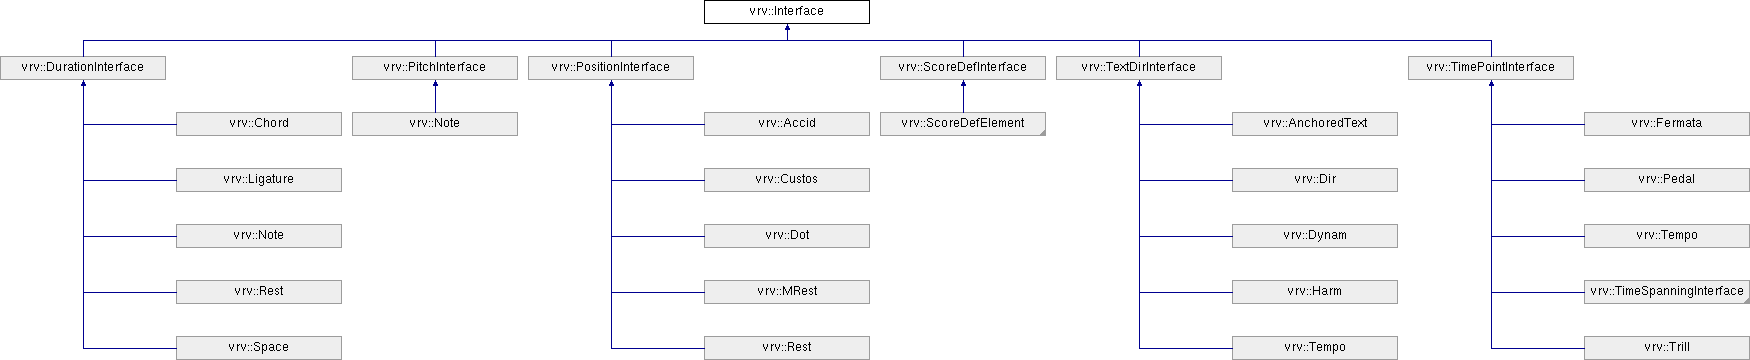 vrv::Interface
vrv::DurationInterface
vrv::PitchInterface
vrv::PositionInterface
vrv::ScoreDefInterface
vrv::TextDirInterface
vrv::TimePointInterface
vrv::Chord
vrv::Note
vrv::Accid
vrv::ScoreDefElement
vrv::AnchoredText
vrv::Fermata
vrv::Ligature
vrv::Custos
vrv::Dir
vrv::Pedal
vrv::Note
vrv::Dot
vrv::Dynam
vrv::Tempo
vrv::Rest
vrv::MRest
vrv::Harm
vrv::TimeSpanningInterface
vrv::Space
vrv::Rest
vrv::Tempo
vrv::Trill